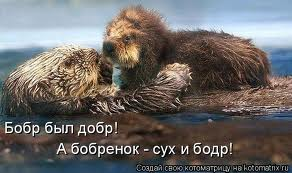 Бобр был добр!
А бобренок - сух и бодр!
Создай свою котоматрицу на kotomatrix.ru